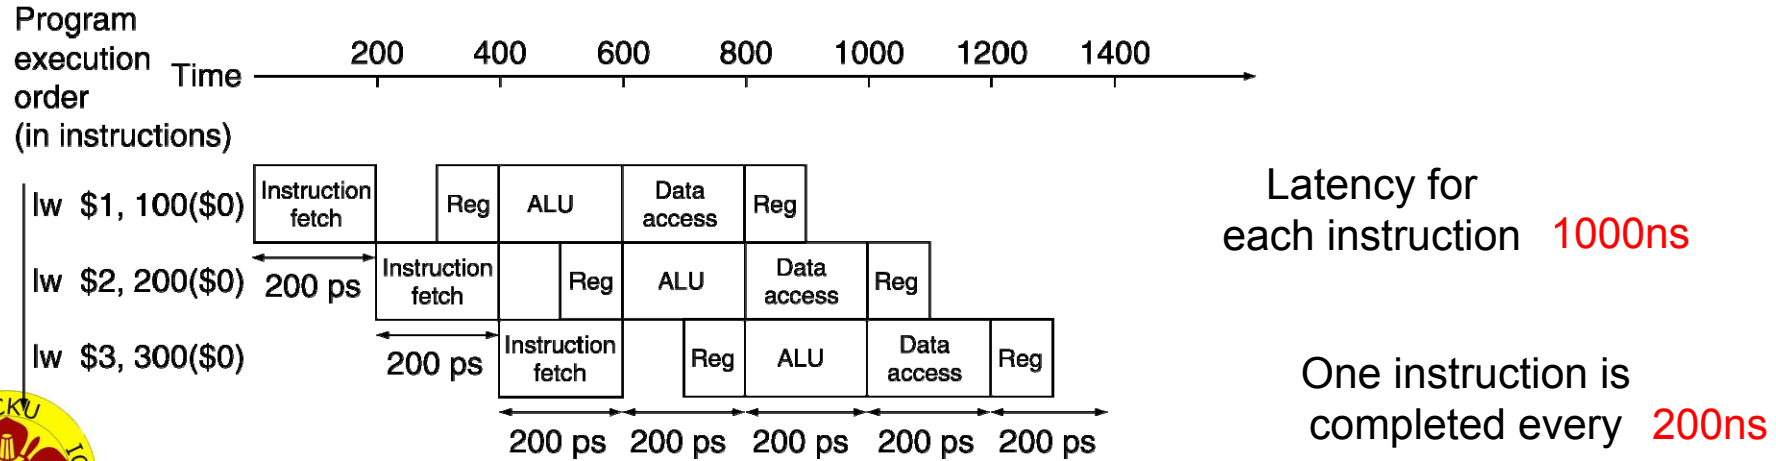 Program
execution
order
(in instructions)
Time
200 400 600 800 1000 1200 1400
lw $1, 100($0)
Instruction
fetch
Reg
ALU
Data
access
Reg
200 ps
lw $2, 200($0)
Instruction
fetch
Reg
ALU
Data
access
Reg
200 ps
lw $3, 300($0)
Instruction
fetch
Reg
ALU
Data
access
Reg
200 ps 200 ps 200 ps 200 ps 200 ps
Latency for
each instruction 1000ns
One instruction is
completed every 200ns